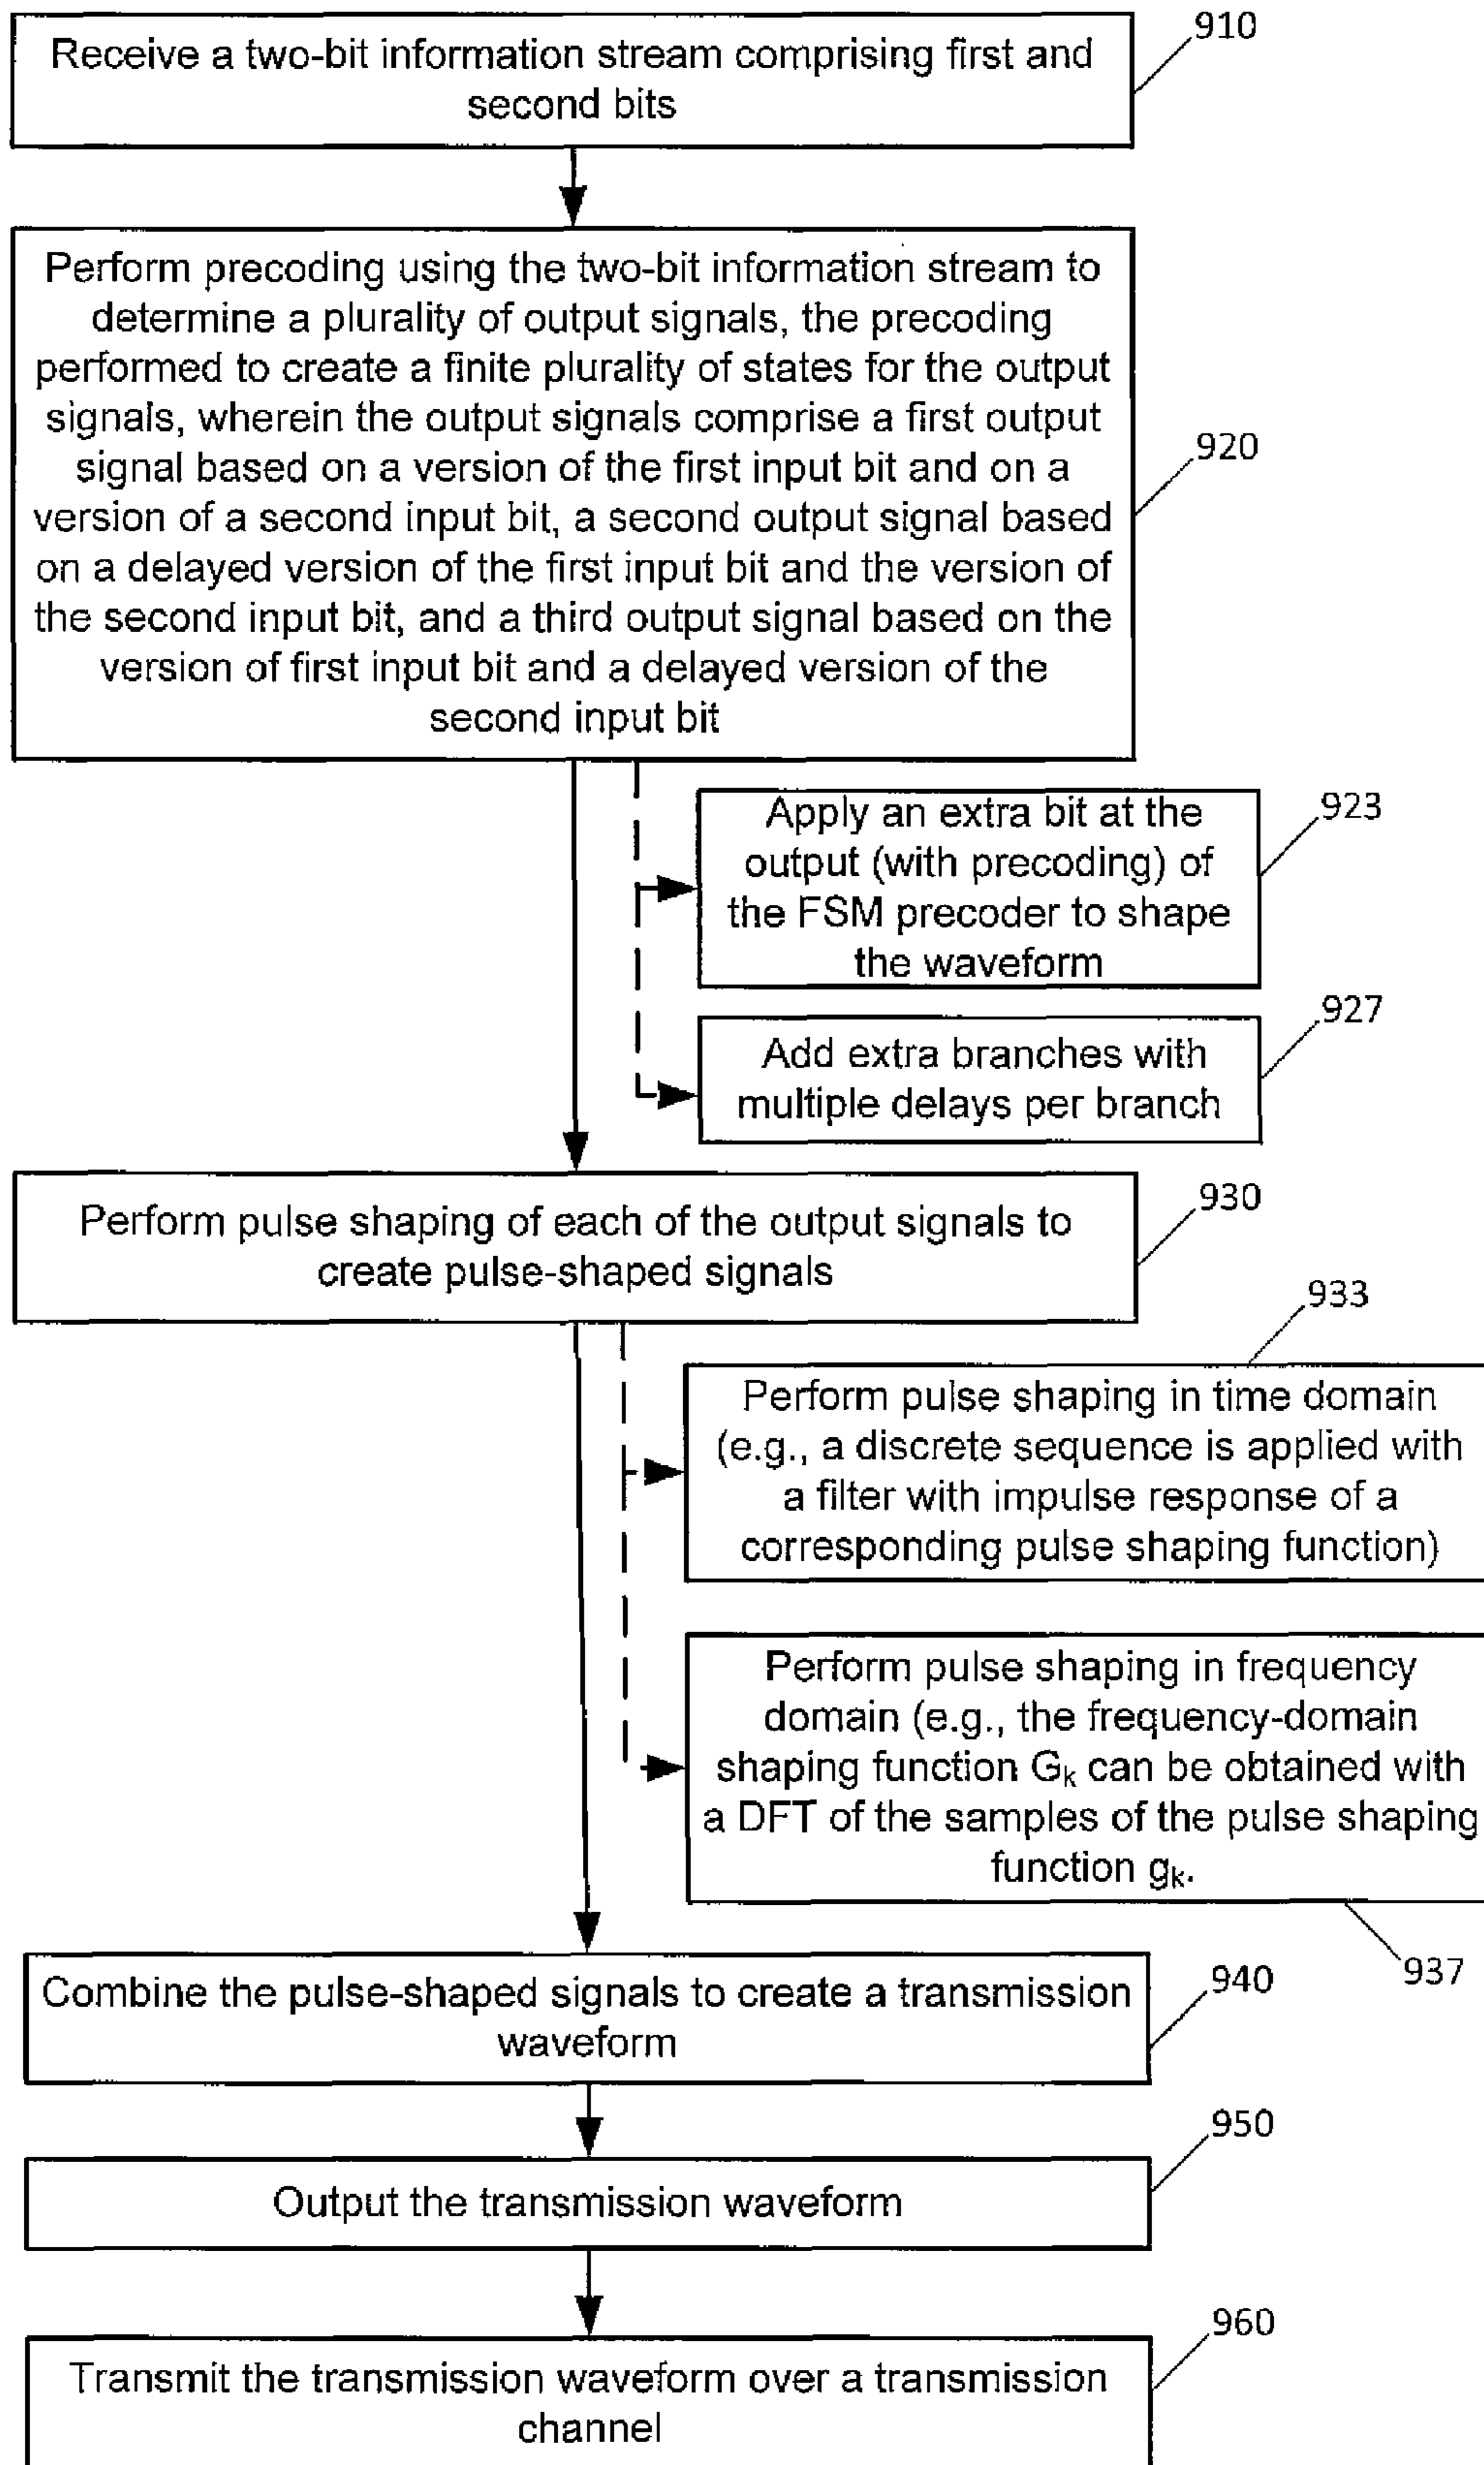 910
Receive a two-bit information stream comprising first and
second bits
Perform precoding using the two-bit information stream to
determine a plurality of output signals, the precoding
performed to create a finite plurality of states for the output
signals, wherein the output signals comprise a first output
signal based on a version of the first input bit and on a
version of a second input bit, a second output signal based
on a delayed version of the first input bit and the version of
the second input bit, and a third output signal based on the
version of first input bit and a delayed version of the
second input bit
920
Apply an extra bit at the
output (with precoding) of
the FSM precoder to shape
the waveform
923
927
Add extra branches with
multiple delays per branch
930
Perform pulse shaping of each of the output signals to
create pulse-shaped signals
933
Perform pulse shaping in time domain
(e.g., a discrete sequence is applied with
a filter with impulse response of a
corresponding pulse shaping function)
Perform pulse shaping in frequency
domain (e.g., the frequency-domain
shaping function Gk can be obtained with
a DFT of the samples of the pulse shaping
function gk.
937
940
Combine the pulse-shaped signals to create a transmission
waveform
950
Output the transmission waveform
960
Transmit the transmission waveform over a transmission
channel